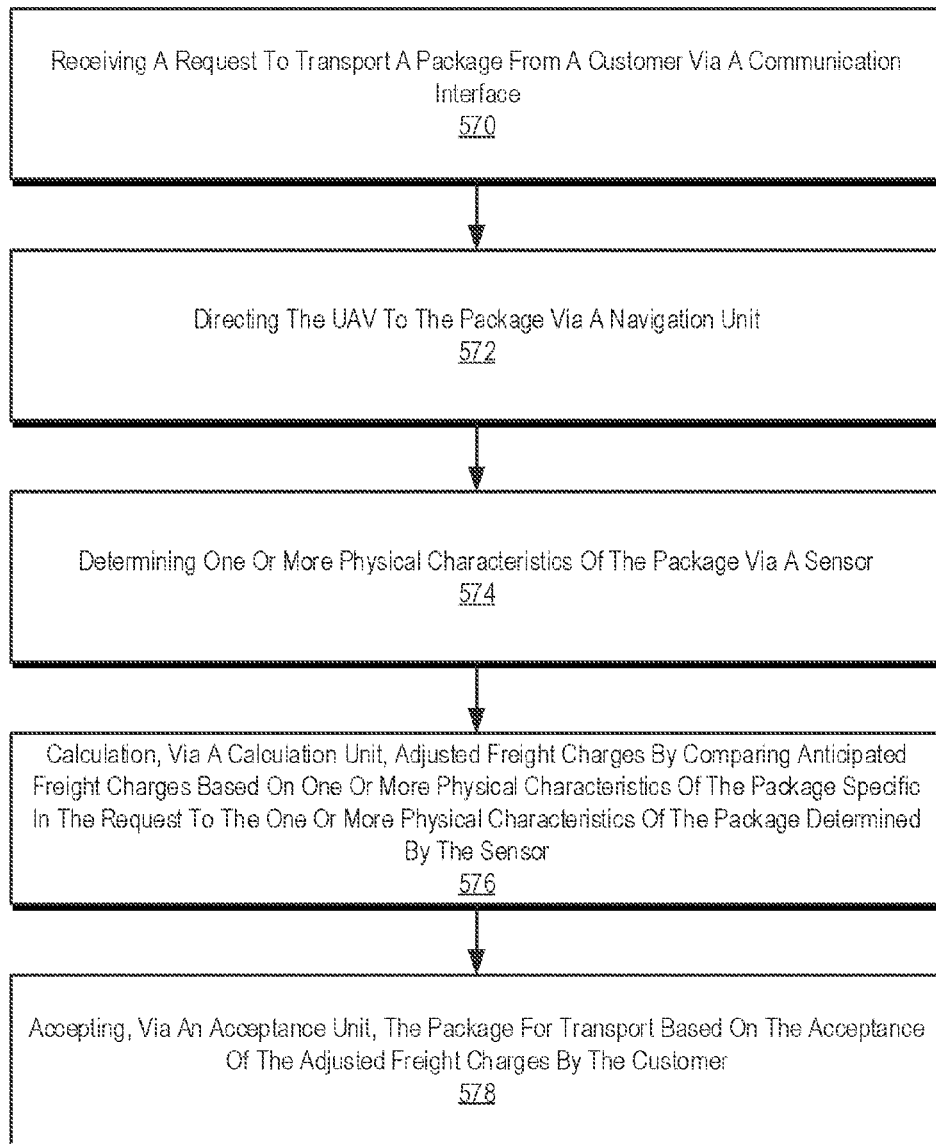 Receiving A Request To Transport A Package From A Customer Via A Communication
Interface
570
Directing The UAV To The Package Via A Navigation Unit
572
Determining One Or More Physical Characteristics Of The Package Via A Sensor
574
Calculation, Via A Calculation Unit, Adjusted Freight Charges By Comparing Anticipated
Freight Charges Based On One Or More Physical Characteristics Of The Package Specific
In The Request To The One Or More Physical Characteristics Of The Package Determined
By The Sensor
576
Accepting, Via An Acceptance Unit, The Package For Transport Based On The Acceptance
Of The Adjusted Freight Charges By The Customer
578